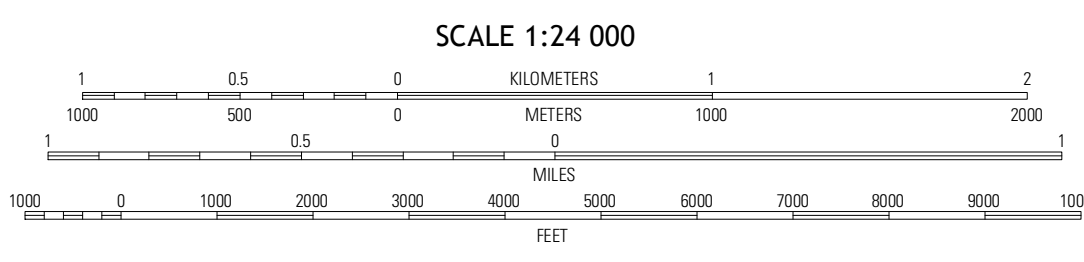 SCALE 1:24 000
1 0.5 0 KILOMETERS 1 2
1000 500 0 METERS 1000 2000
1 0.5 0 1
MILES
1000 0 1000 2000 3000 4000 5000 6000 7000 8000 9000 100
FEET